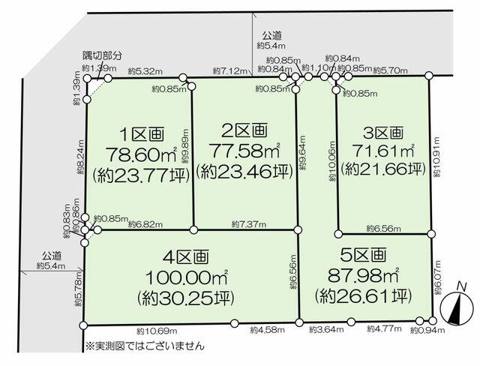 公道
約5.4m
隅切部分
約1.39m
約5.32m
約7.12m
約0.85m
約0.84m
約1.10m
約0.84m
約0.85m
約5.70m
約1.39m
約0.85m
約0.85m
約0.85m
1区画
78.60㎡
(約23.77坪)
2区画
77.58㎡
(約23.46坪)
3区画
71.61㎡
(約21.66坪)
約8.24m
約9.89m
約9.64m
約10.06m
約10.91m
約0.83m
約0.86m
約0.85m
約6.82m
約7.37m
約6.56m
公道
約5.4m
4区画
100.00㎡
(約30.25坪)
5区画
87.98㎡
(約26.61坪)
約5.78m
約6.56m
約6.07m
N
約10.69m
約4.58m
約3.64m
約4.77m
約0.94m
※実測図ではございません